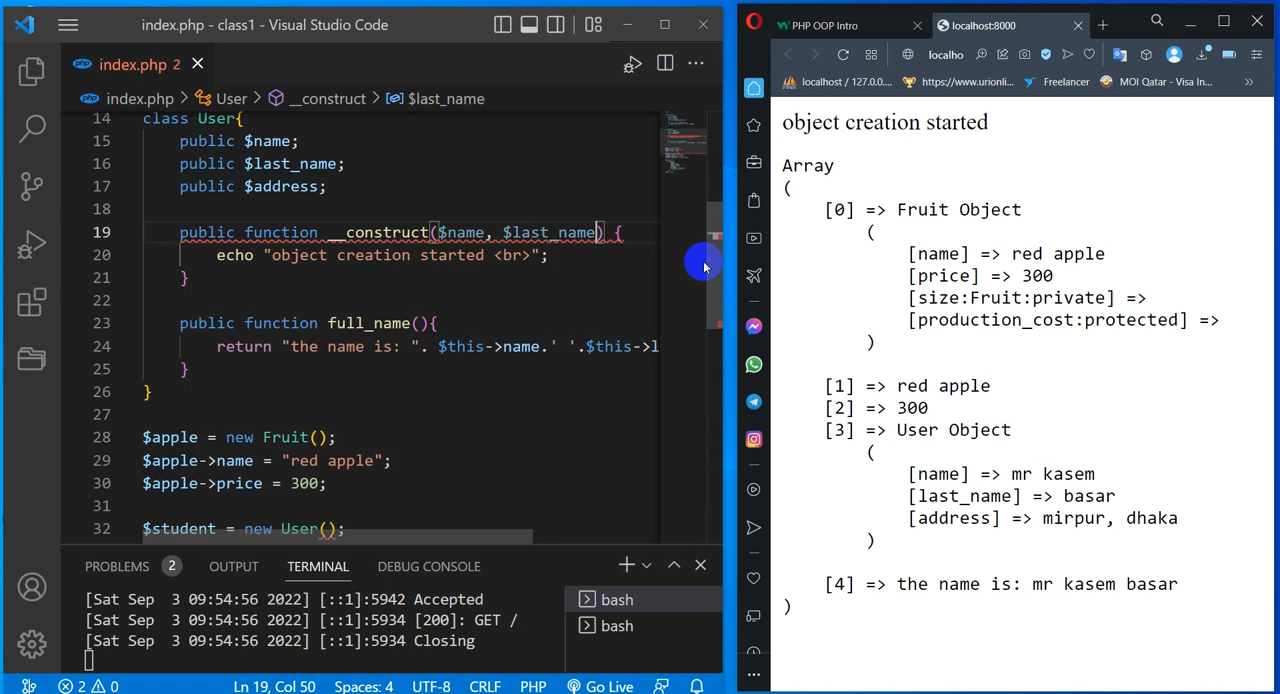 index.php - class1 - Visual Studio Code
index.php 2
index.php > User > __construct > $last_name
14 class User{
15 public $name;
16 public $last_name;
17 public $address;
18
19 public function __construct($name, $last_name) {
20 echo "object creation started <br>";
21 }
22
23 public function full_name(){
24 return "the name is: ". $this->name.' '.$this->l
25 }
26 }
27
28 $apple = new Fruit();
29 $apple->name = "red apple";
30 $apple->price = 300;
31
32 $student = new User();
PROBLEMS 2 OUTPUT TERMINAL DEBUG CONSOLE
[Sat Sep 3 09:54:56 2022] [::1]:5942 Accepted
[Sat Sep 3 09:54:56 2022] [::1]:5934 [200]: GET /
[Sat Sep 3 09:54:56 2022] [::1]:5934 Closing
bash
bash
2 0 Ln 19, Col 50 Spaces: 4 UTF-8 CRLF PHP Go Live
PHP OOP Intro
localhost:8000
localho
localhost / 127.0.0.... https://www.urionli... Freelancer MOI Qatar - Visa In...
object creation started
Array
(
[0] => Fruit Object
(
[name] => red apple
[price] => 300
[size:Fruit:private] =>
[production_cost:protected] =>
)
[1] => red apple
[2] => 300
[3] => User Object
(
[name] => mr kasem
[last_name] => basar
[address] => mirpur, dhaka
)
[4] => the name is: mr kasem basar
)